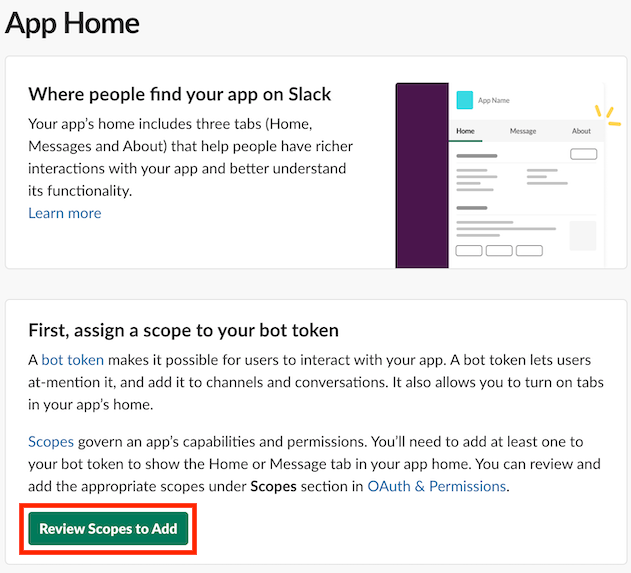 App Home
Where people find your app on Slack
Your app's home includes three tabs (Home,
Messages and About) that help people have richer
interactions with your app and better understand
its functionality.
Learn more
App Name
Home Message About
First, assign a scope to your bot token
A bot token makes it possible for users to interact with your app. A bot token lets users
at-mention it, and add it to channels and conversations. It also allows you to turn on tabs
in your app's home.
Scopes govern an app's capabilities and permissions. You'll need to add at least one to
your bot token to show the Home or Message tab in your app home. You can review and
add the appropriate scopes under Scopes section in OAuth & Permissions.
Review Scopes to Add